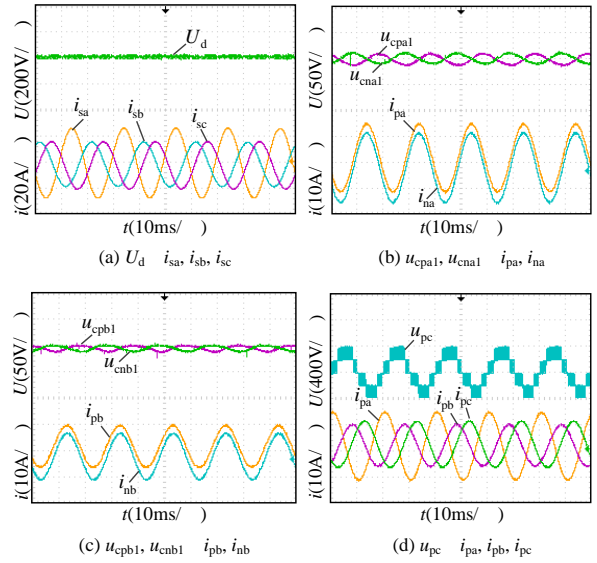 U(200V/ )
i(20A/ )
U_d
i_sa
i_sb
i_sc
t(10ms/ )
(a) U_d i_sa, i_sb, i_sc
U(50V/ )
i(10A/ )
u_cpa1
u_cna1
i_pa
i_na
t(10ms/ )
(b) u_cpa1, u_cna1 i_pa, i_na
U(50V/ )
i(10A/ )
u_cpb1
u_cnb1
i_pb
i_nb
t(10ms/ )
(c) u_cpb1, u_cnb1 i_pb, i_nb
U(400V/ )
i(10A/ )
u_pc
i_pa
i_pb
i_pc
t(10ms/ )
(d) u_pc i_pa, i_pb, i_pc